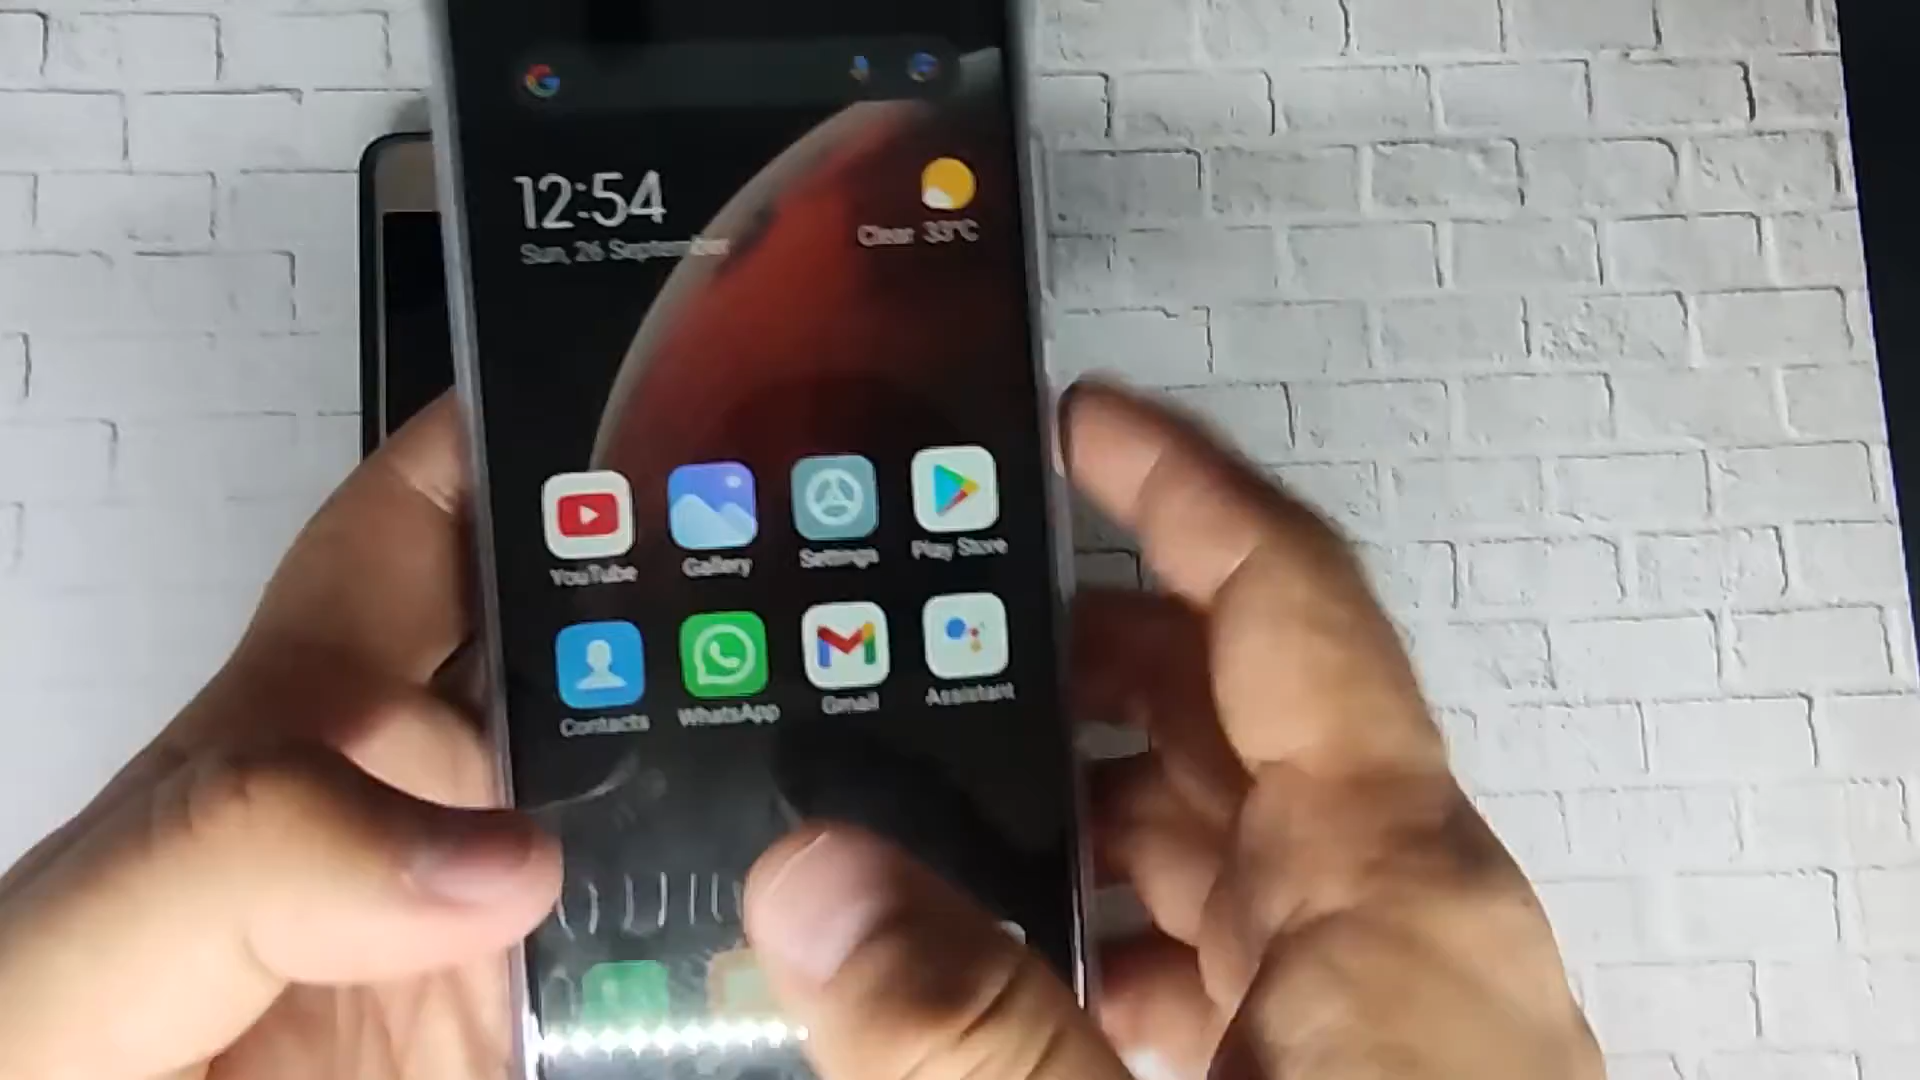 12:54
Sun, 26 September
Clear 33°C
YouTube
Gallery
Settings
Play Store
Contacts
WhatsApp
Gmail
Assistant